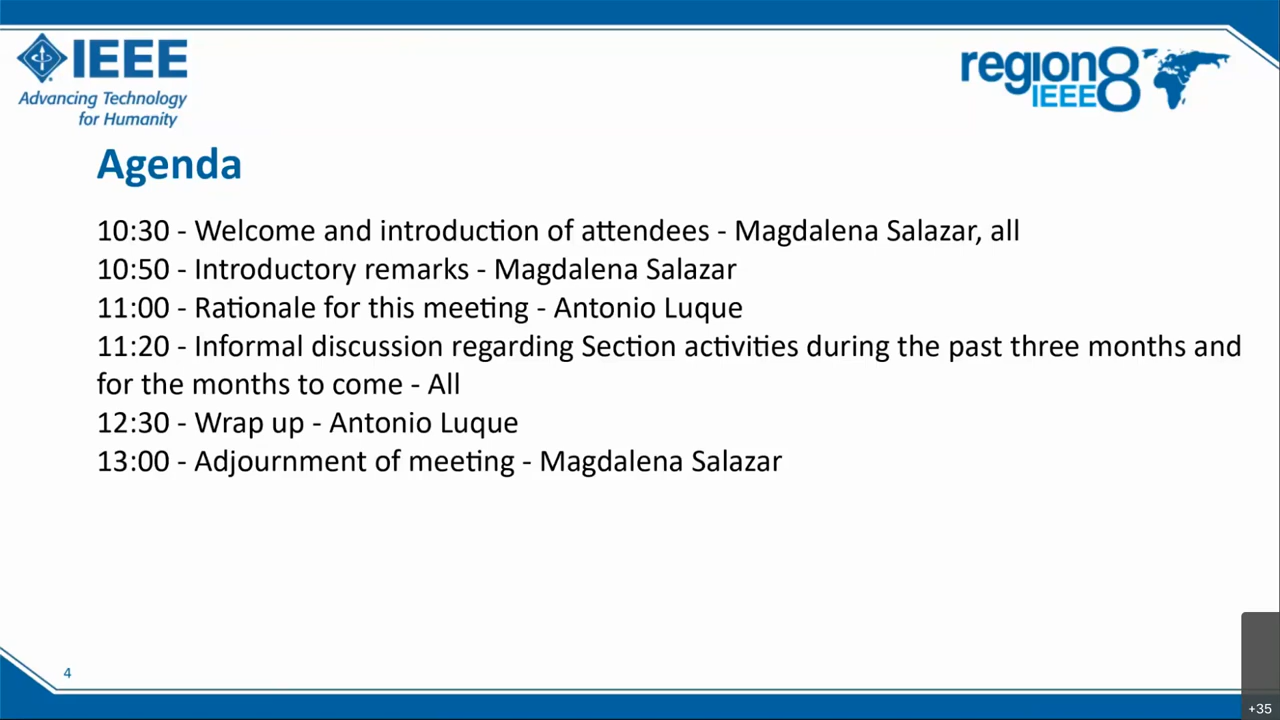 IEEE
Advancing Technology
for Humanity
region8
IEEE
Agenda
10:30 - Welcome and introduction of attendees - Magdalena Salazar, all
10:50 - Introductory remarks - Magdalena Salazar
11:00 - Rationale for this meeting - Antonio Luque
11:20 - Informal discussion regarding Section activities during the past three months and
for the months to come - All
12:30 - Wrap up - Antonio Luque
13:00 - Adjournment of meeting - Magdalena Salazar
4
+35